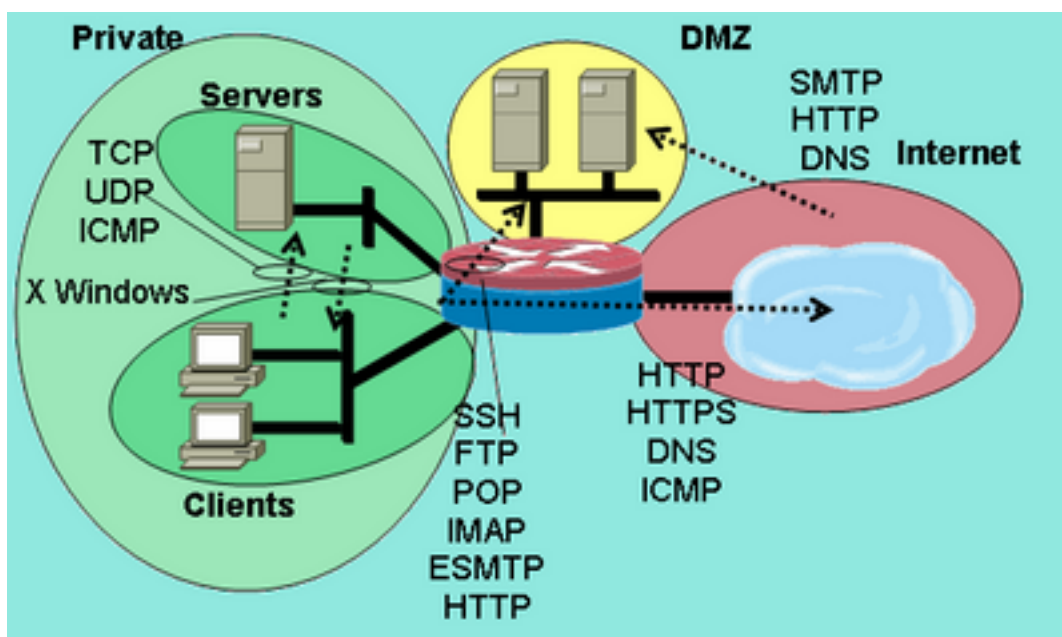 Private
DMZ
Servers
SMTP
HTTP
DNS
Internet
TCP
UDP
ICMP
X Windows
Clients
SSH
FTP
POP
IMAP
ESMTP
HTTP
HTTP
HTTPS
DNS
ICMP